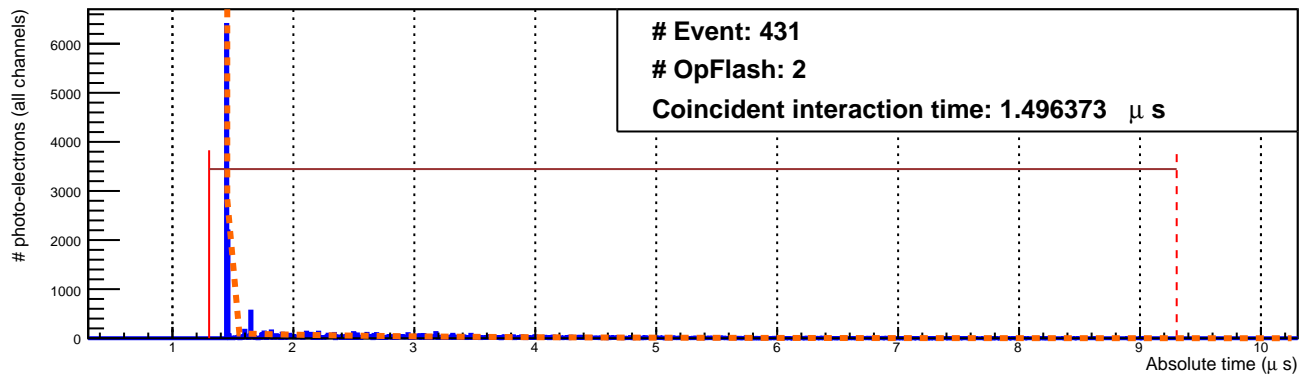 # photo-electrons (all channels)
6000
5000
4000
3000
2000
1000
0
# Event: 431
# OpFlash: 2
Coincident interaction time: 1.496373 μ s
1 2 3 4 5 6 7 8 9 10
Absolute time (μ s)